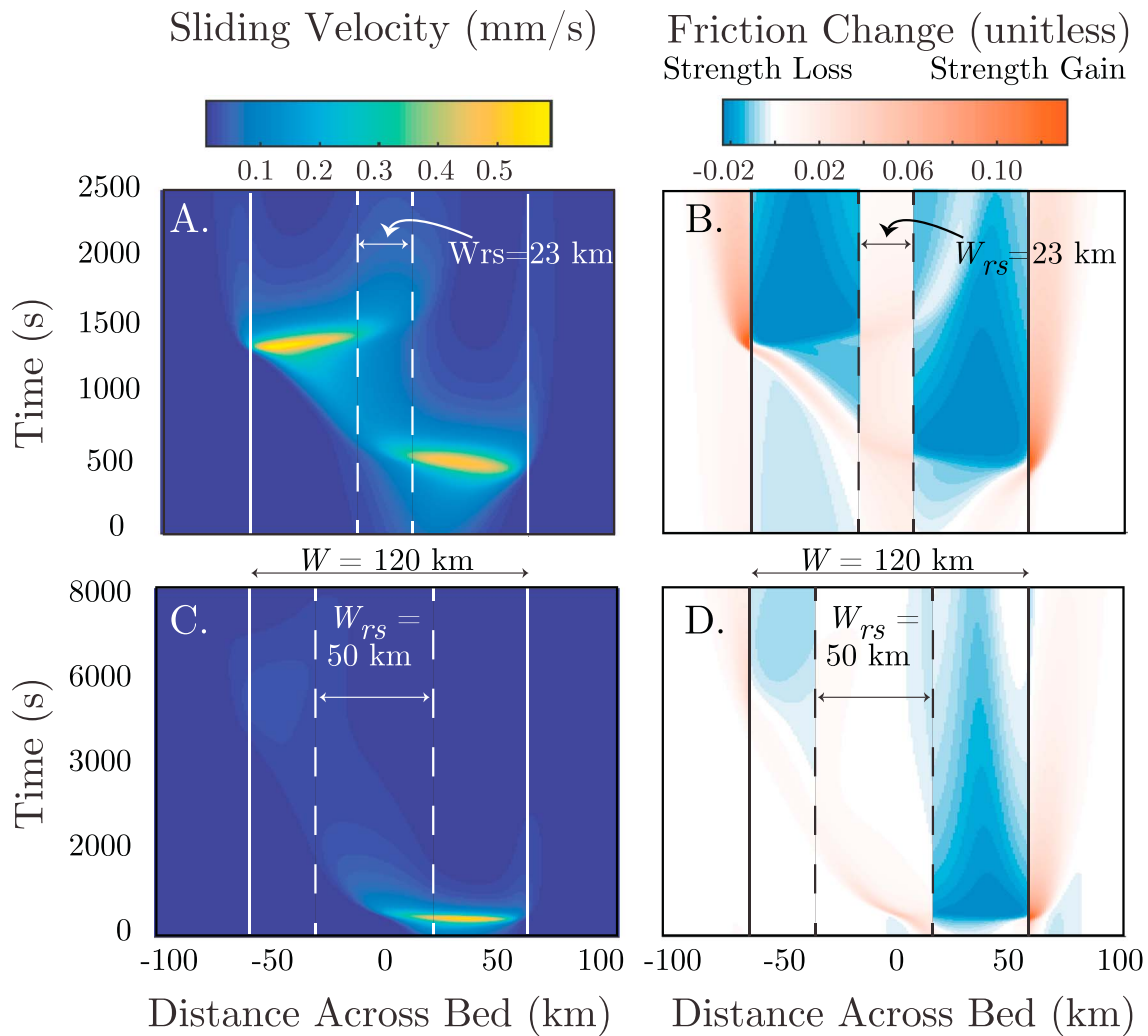 Sliding Velocity (mm/s)
Friction Change (unitless)
Strength Loss
Strength Gain
0.1 0.2 0.3 0.4 0.5
-0.02 0.02 0.06 0.10
Time (s)
2500
2000
1500
1000
500
0
A.
Wrs=23 km
B.
Wrs=23 km
W = 120 km
W = 120 km
Time (s)
8000
6000
3000
2000
0
C.
Wrs =
50 km
D.
Wrs =
50 km
-100 -50 0 50 100
-100 -50 0 50 100
Distance Across Bed (km)
Distance Across Bed (km)